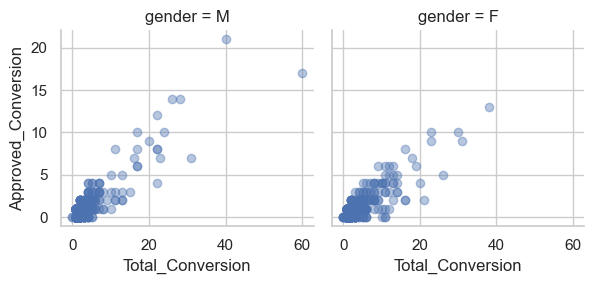 gender = M
gender = F
Approved_Conversion
20
15
10
5
0
0 20 40 60
0 20 40 60
Total_Conversion
Total_Conversion